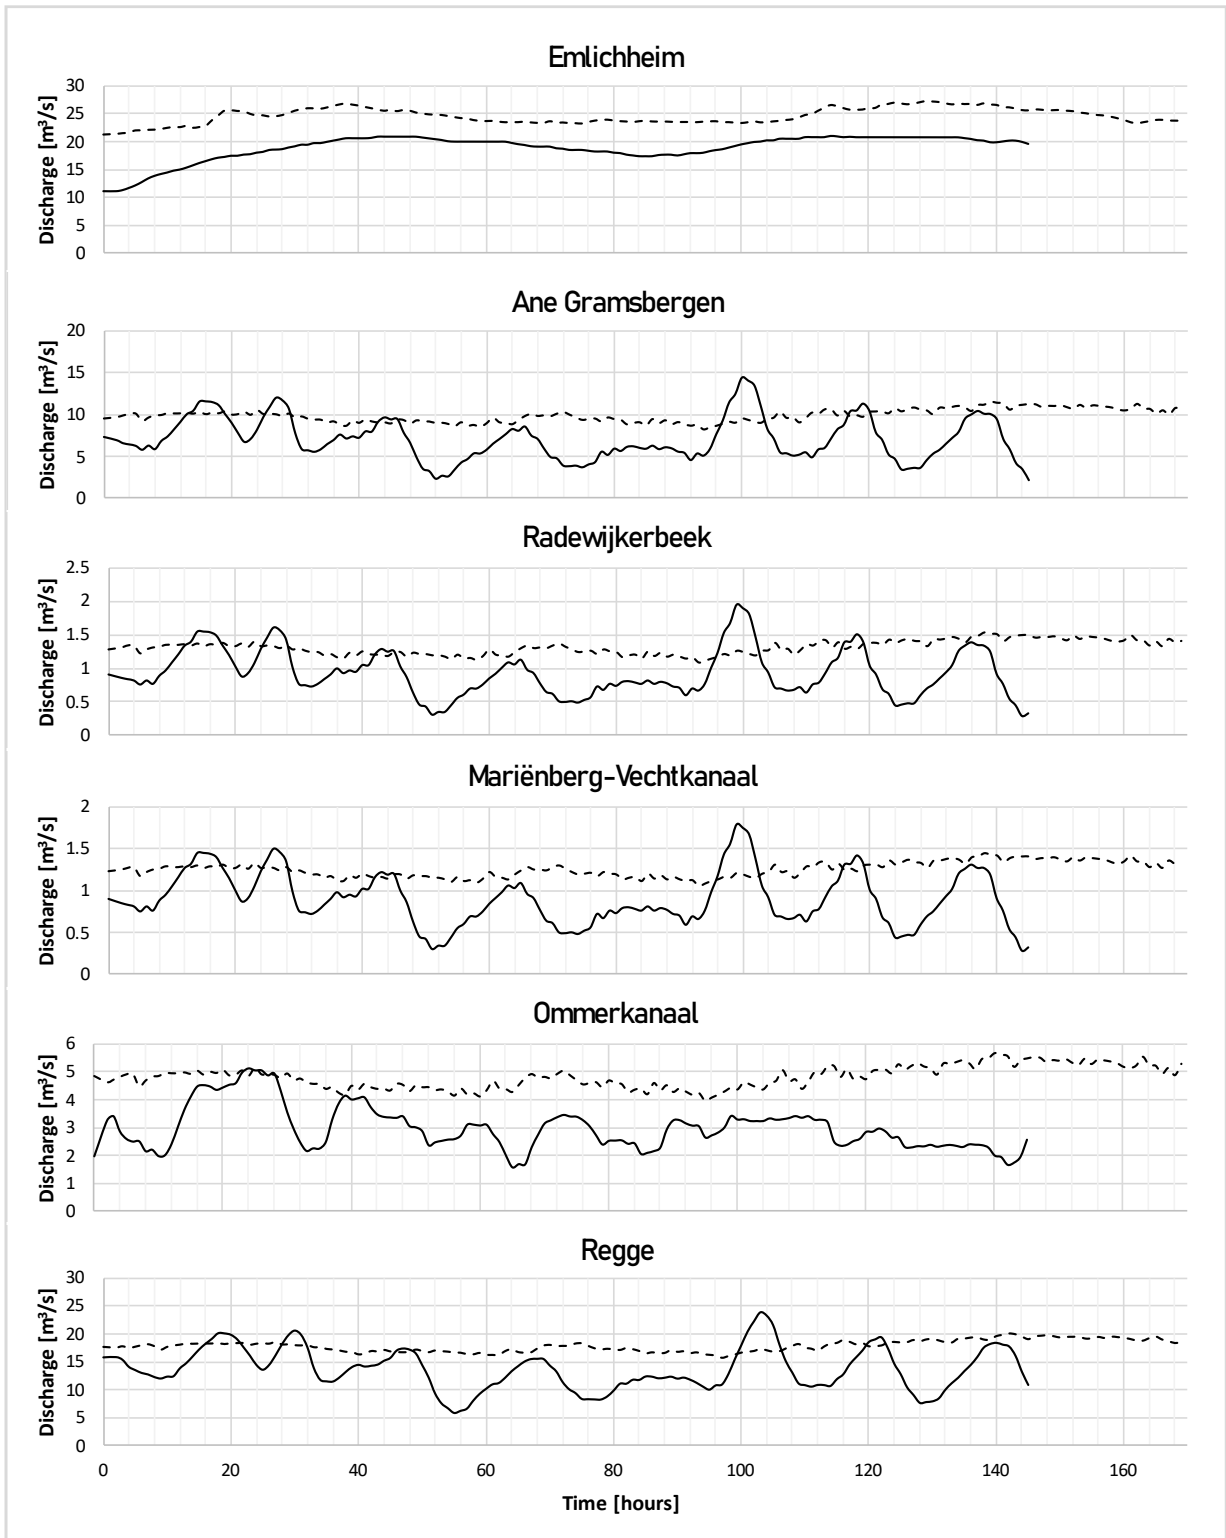 Emlichheim
Discharge [m³/s]
30
25
20
15
10
5
0
Ane Gramsbergen
Discharge [m³/s]
20
15
10
5
0
Radewijkerbeek
Discharge [m³/s]
2.5
2
1.5
1
0.5
0
Mariënberg-Vechtkanaal
Discharge [m³/s]
2
1.5
1
0.5
0
Ommerkanaal
Discharge [m³/s]
6
5
4
3
2
1
0
Regge
Discharge [m³/s]
30
25
20
15
10
5
0
0 20 40 60 80 100 120 140 160
Time [hours]